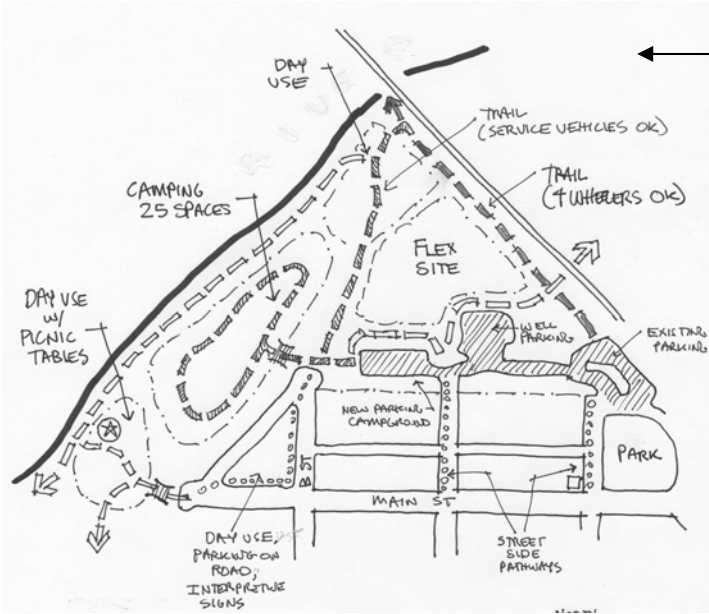 DAY
USE
TRAIL
(SERVICE VEHICLES OK)
TRAIL
(4 WHEELERS OK)
CAMPING
25 SPACES
FLEX
SITE
DAY USE
W/
PICNIC
TABLES
WELL
PARKING
EXISTING
PARKING
NEW PARKING
CAMPGROUND
PARK
B ST
MAIN ST
DAY USE,
PARKING ON
ROAD,
INTERPRETIVE
SIGNS
STREET
SIDE
PATHWAYS